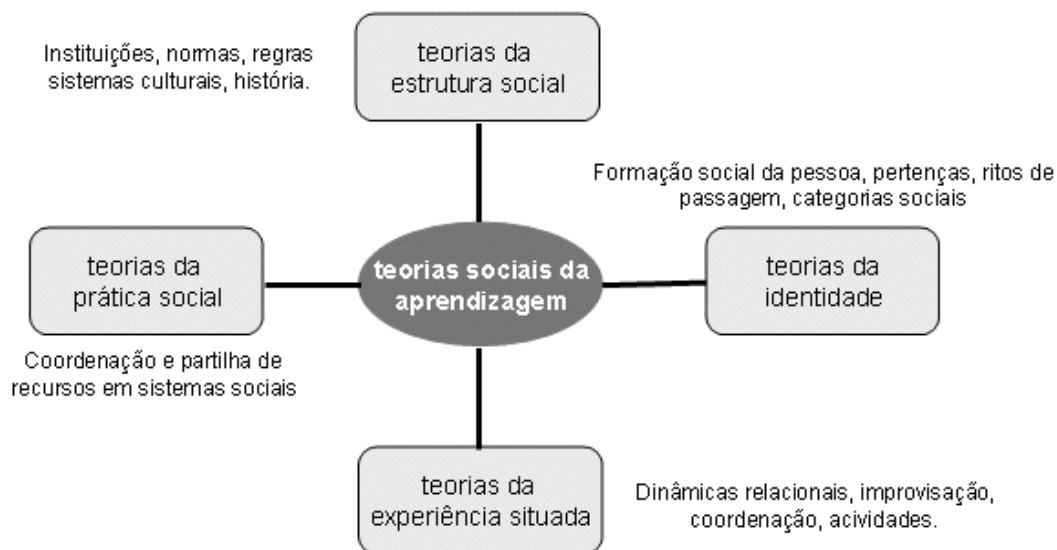 teorias da
estrutura social
Instituições, normas, regras
sistemas culturais, história.
Formação social da pessoa, pertenças, ritos de
passagem, categorias sociais
teorias da
prática social
teorias sociais da
aprendizagem
teorias da
identidade
Coordenação e partilha de
recursos em sistemas sociais
teorias da
experiência situada
Dinâmicas relacionais, improvisação,
coordenação, acividades.